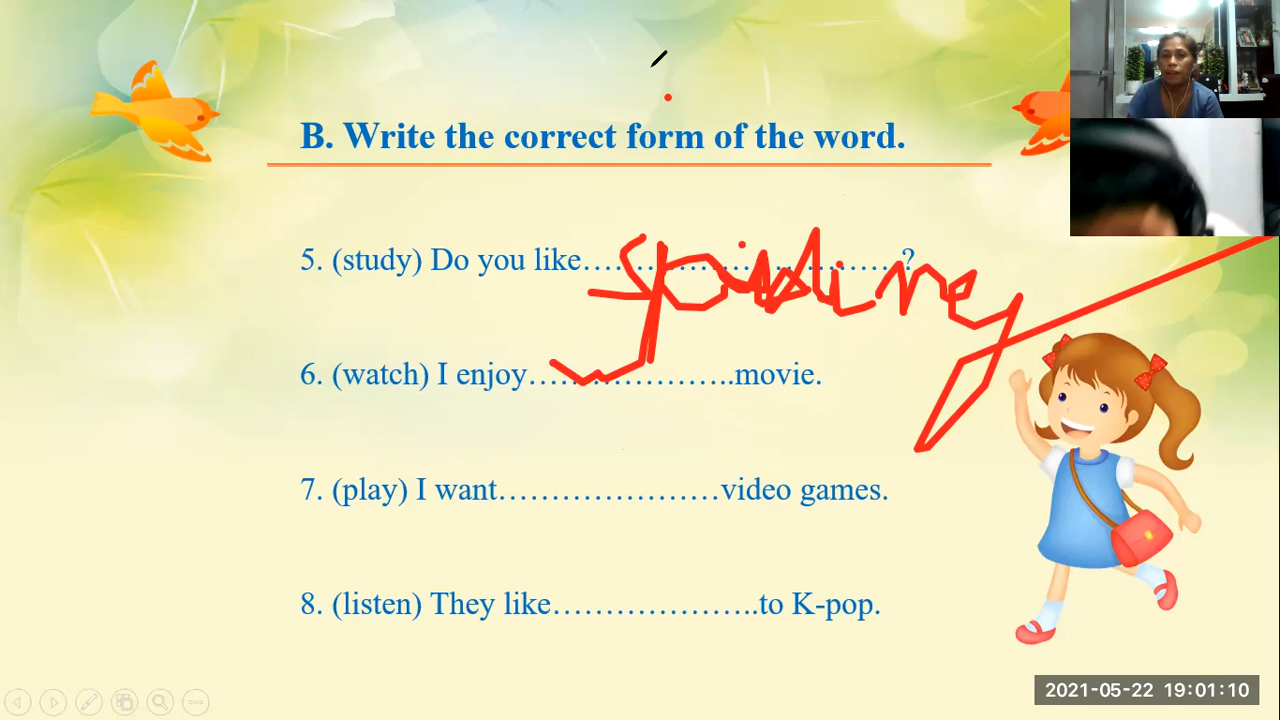 B. Write the correct form of the word.
5. (study) Do you like…………………………?
6. (watch) I enjoy…………………..movie.
7. (play) I want…………………video games.
8. (listen) They like………………..to K-pop.
2021-05-22 19:01:10